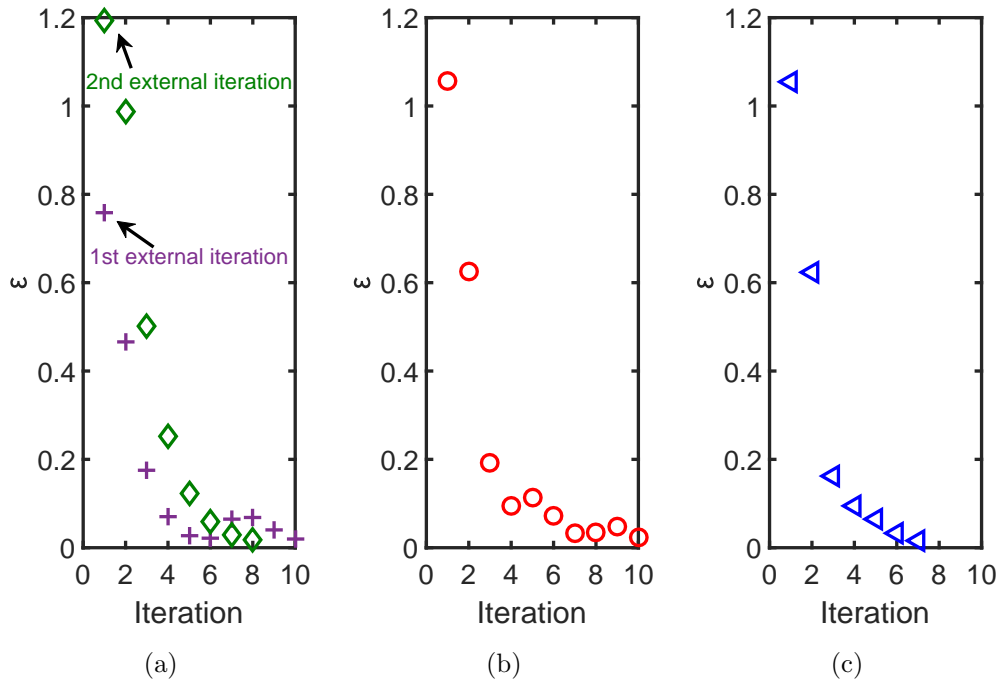 1.2
1
0.8
0.6
0.4
0.2
0
ε
2nd external iteration
1st external iteration
0 2 4 6 8 10
Iteration
(a)
1.2
1
0.8
0.6
0.4
0.2
0
ε
0 2 4 6 8 10
Iteration
(b)
1.2
1
0.8
0.6
0.4
0.2
0
ε
0 2 4 6 8 10
Iteration
(c)